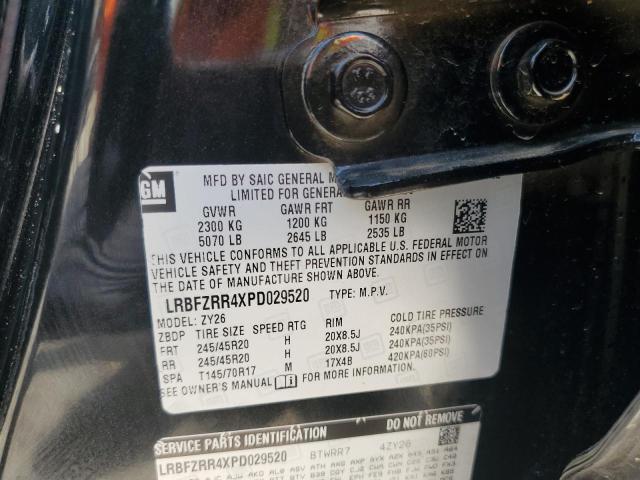 GM
MFD BY SAIC GENERAL
LIMITED FOR GENERAL
GVWR GAWR FRT GAWR RR
2300 KG 1200 KG 1150 KG
5070 LB 2645 LB 2535 LB
THIS VEHICLE CONFORMS TO ALL APPLICABLE U.S. FEDERAL MOTOR
VEHICLE SAFETY AND THEFT PREVENTION STANDARDS IN EFFECT ON
THE DATE OF MANUFACTURE SHOWN ABOVE.
LRBFZRR4XPD029520 TYPE: M.P.V.
MODEL: ZY26
ZBDP TIRE SIZE SPEED RTG RIM COLD TIRE PRESSURE
FRT 245/45R20 H 20X8.5J 240KPA(35PSI)
RR 245/45R20 H 20X8.5J 240KPA(35PSI)
SPA T145/70R17 M 17X4B 420KPA(60PSI)
SEE OWNER'S MANUAL FOR MORE INFORMATION.
SERVICE PARTS IDENTIFICATION DO NOT REMOVE
LRBFZRR4XPD029520 BTWRR7 4ZY26